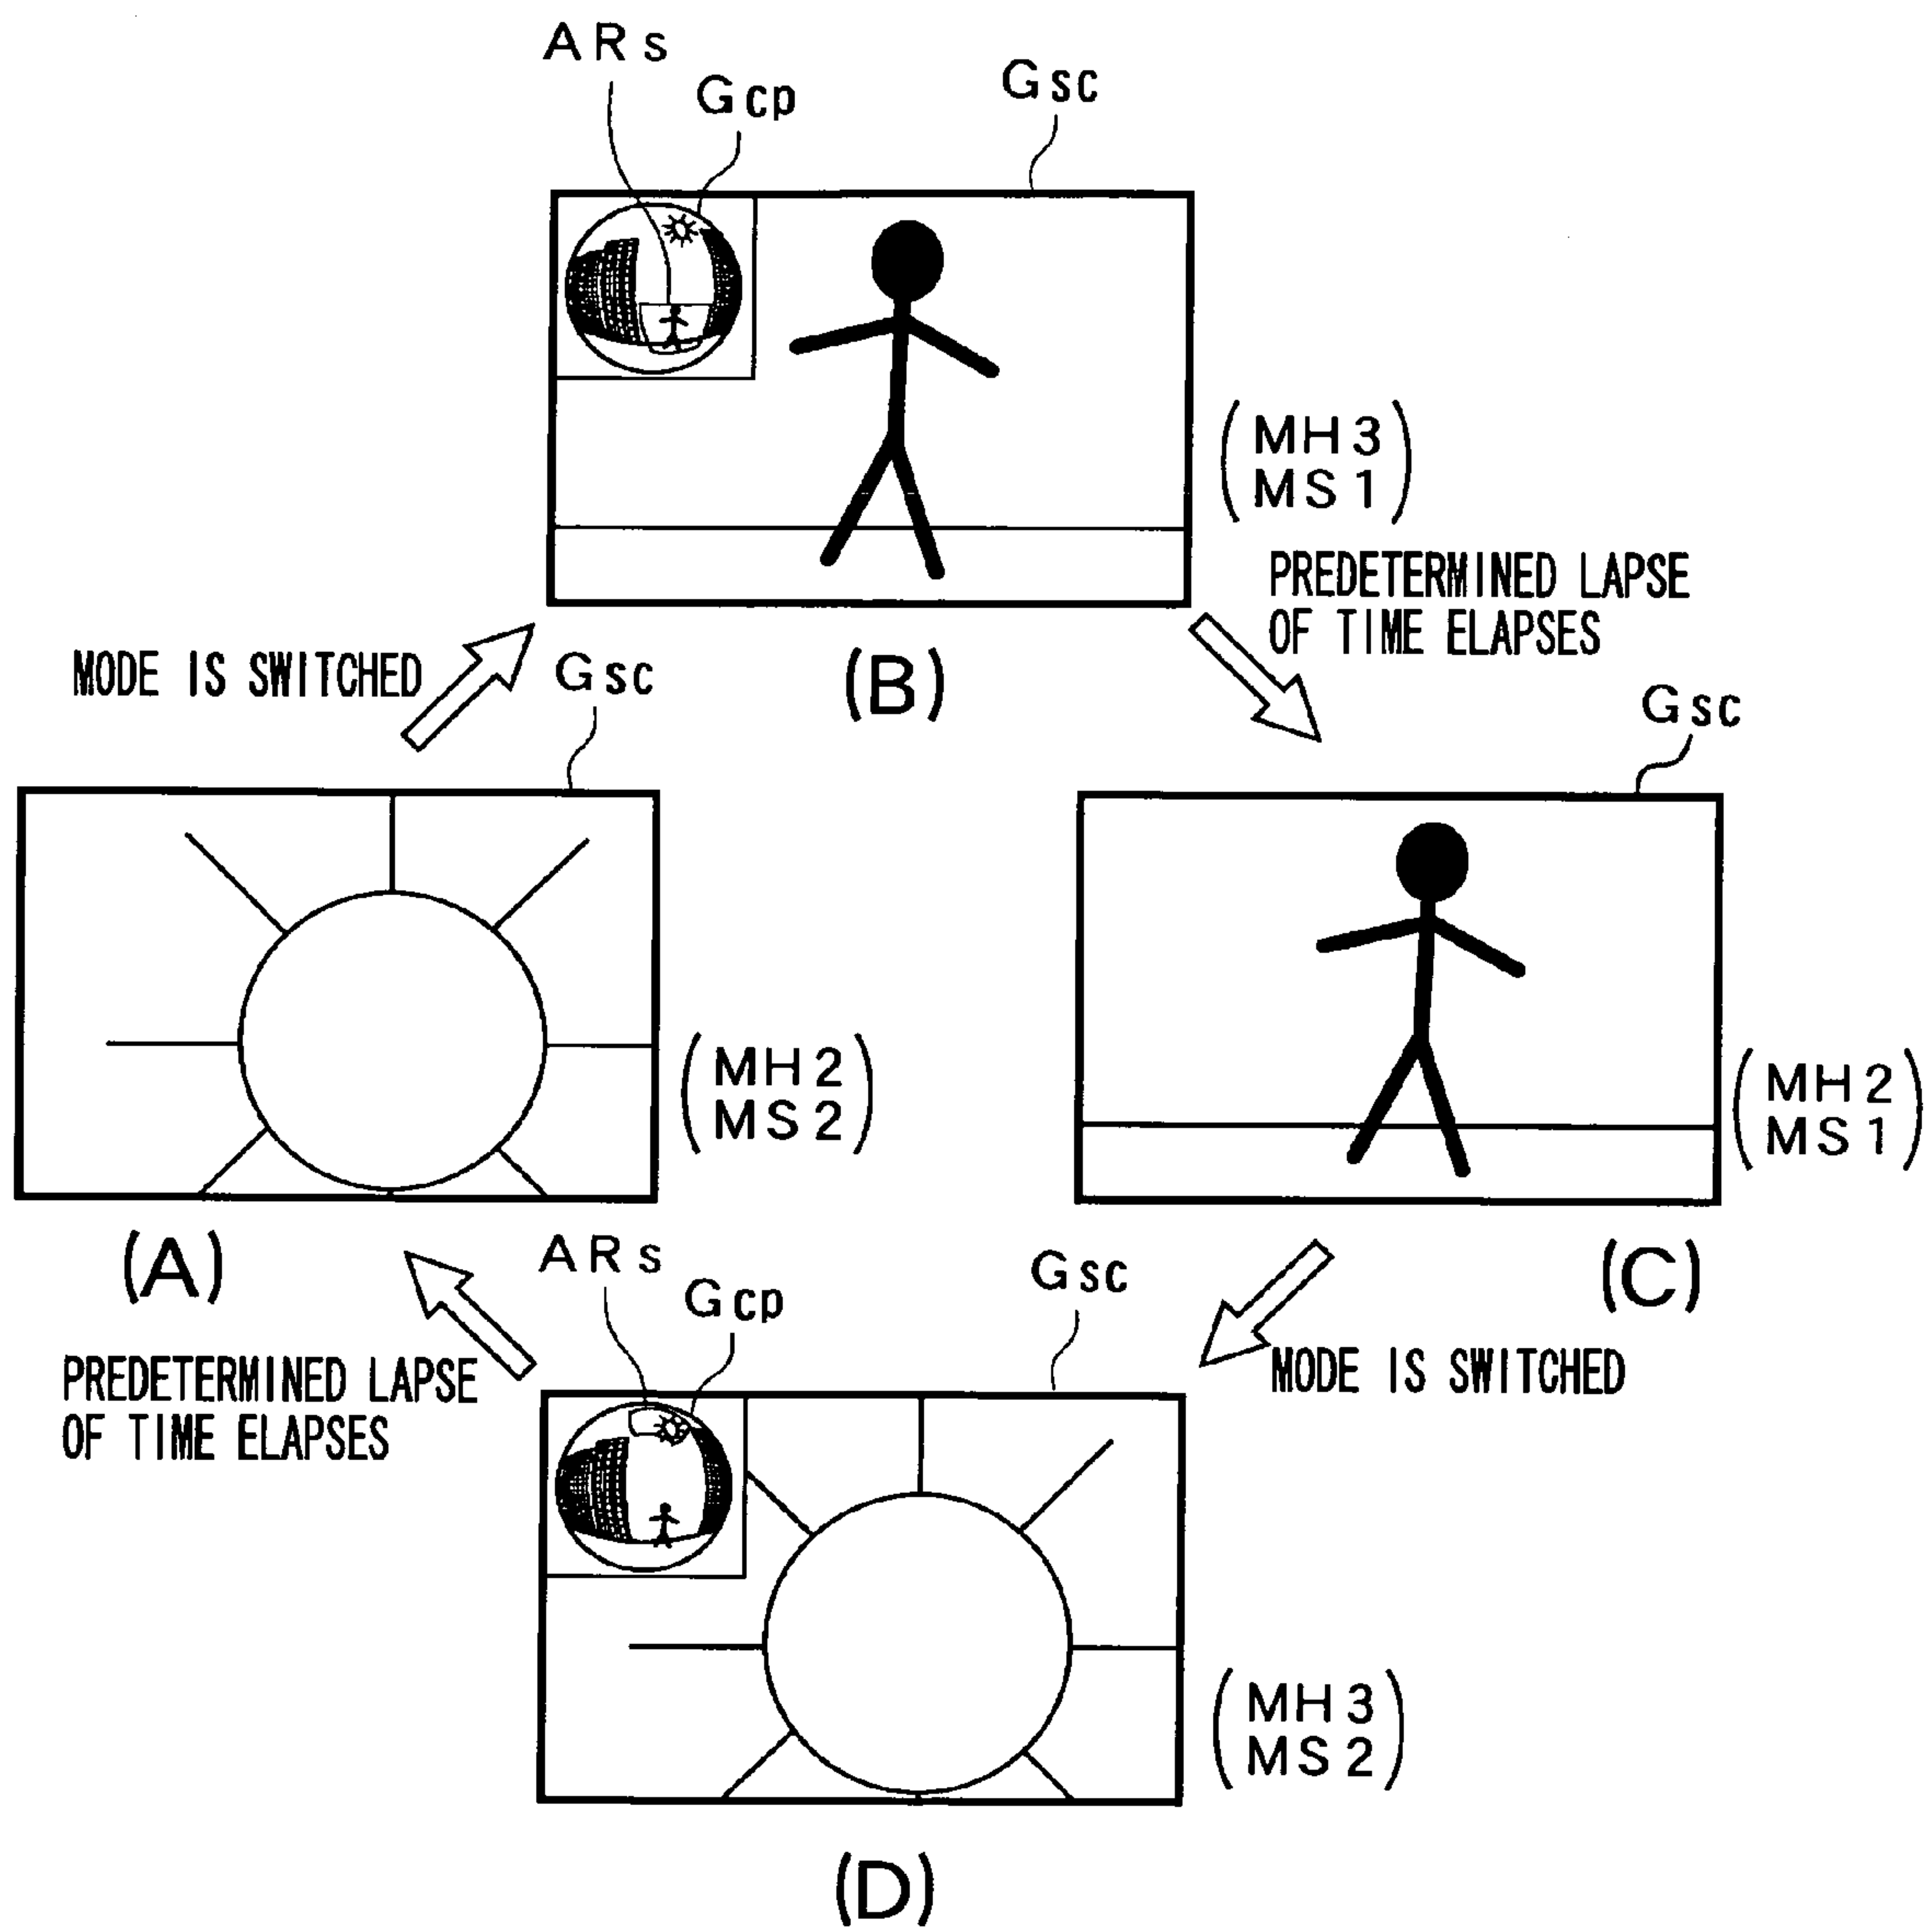 ARs
Gcp
Gsc
(MH3
MS1)
PREDETERMINED LAPSE
OF TIME ELAPSES
MODE IS SWITCHED
(B)
Gsc
Gsc
(MH2
MS2)
(MH2
MS1)
(A)
(C)
ARs
Gcp
Gsc
PREDETERMINED LAPSE
OF TIME ELAPSES
MODE IS SWITCHED
(MH3
MS2)
(D)